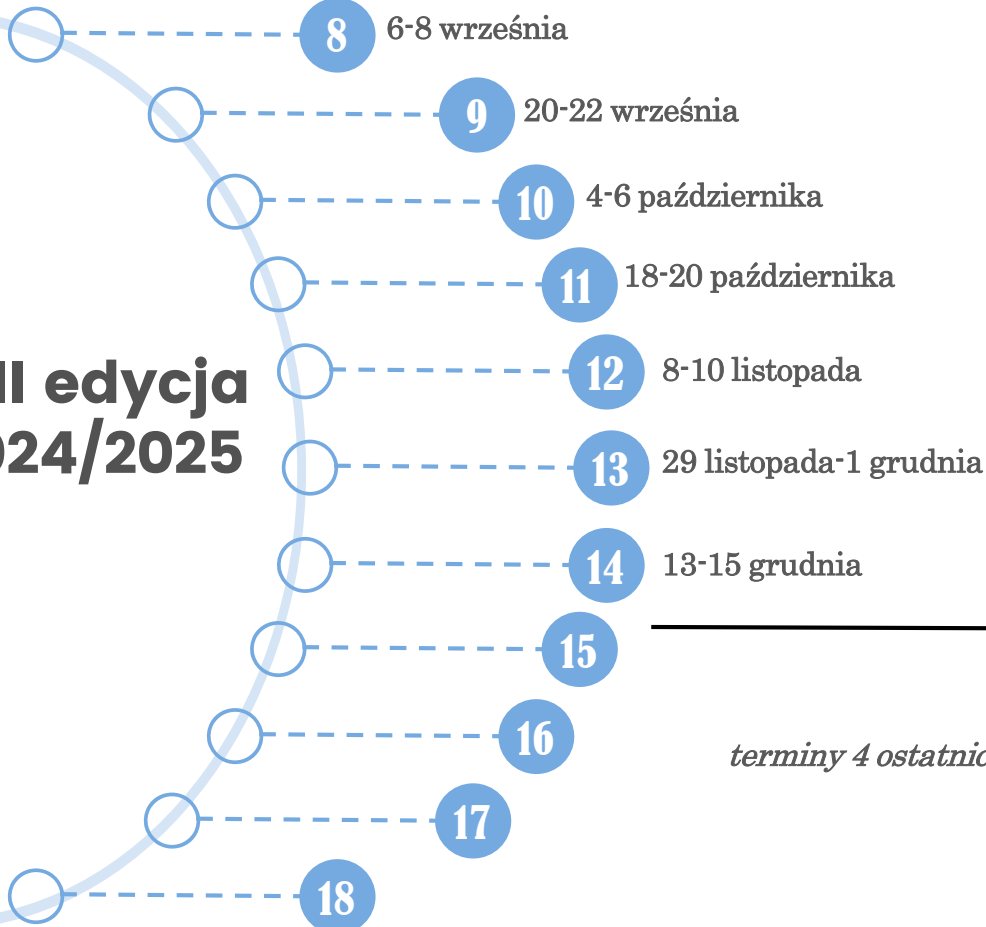 8 6-8 września
9 20-22 września
10 4-6 października
11 18-20 października
12 8-10 listopada
II edycja
024/2025
13 29 listopada-1 grudnia
14 13-15 grudnia
15
16
terminy 4 ostatnic
17
18